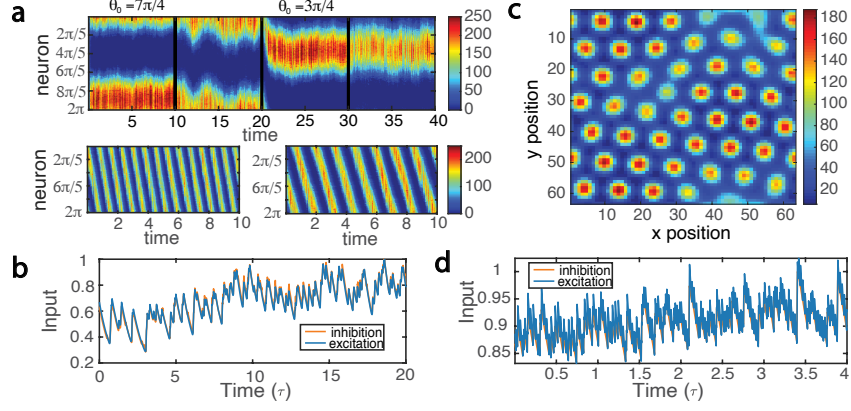 a
θ₀ =7π/4
θ₀ =3π/4
neuron
2π/5
4π/5
6π/5
8π/5
2π
5 10 15 20 25 30 35 40
time
250
200
150
100
50
0
neuron
2π/5
6π/5
2π
2 4 6 8 10
time
2 4 6 8 10
time
200
100
0
b
Input
1
0.8
0.6
0.4
0.2
inhibition
excitation
0 5 10 15 20
Time (τ)
c
y position
10
20
30
40
50
60
10 20 30 40 50 60
x position
180
160
140
120
100
80
60
40
20
d
Input
0.95
0.9
0.85
inhibition
excitation
0.5 1 1.5 2 2.5 3 3.5 4
Time (τ)